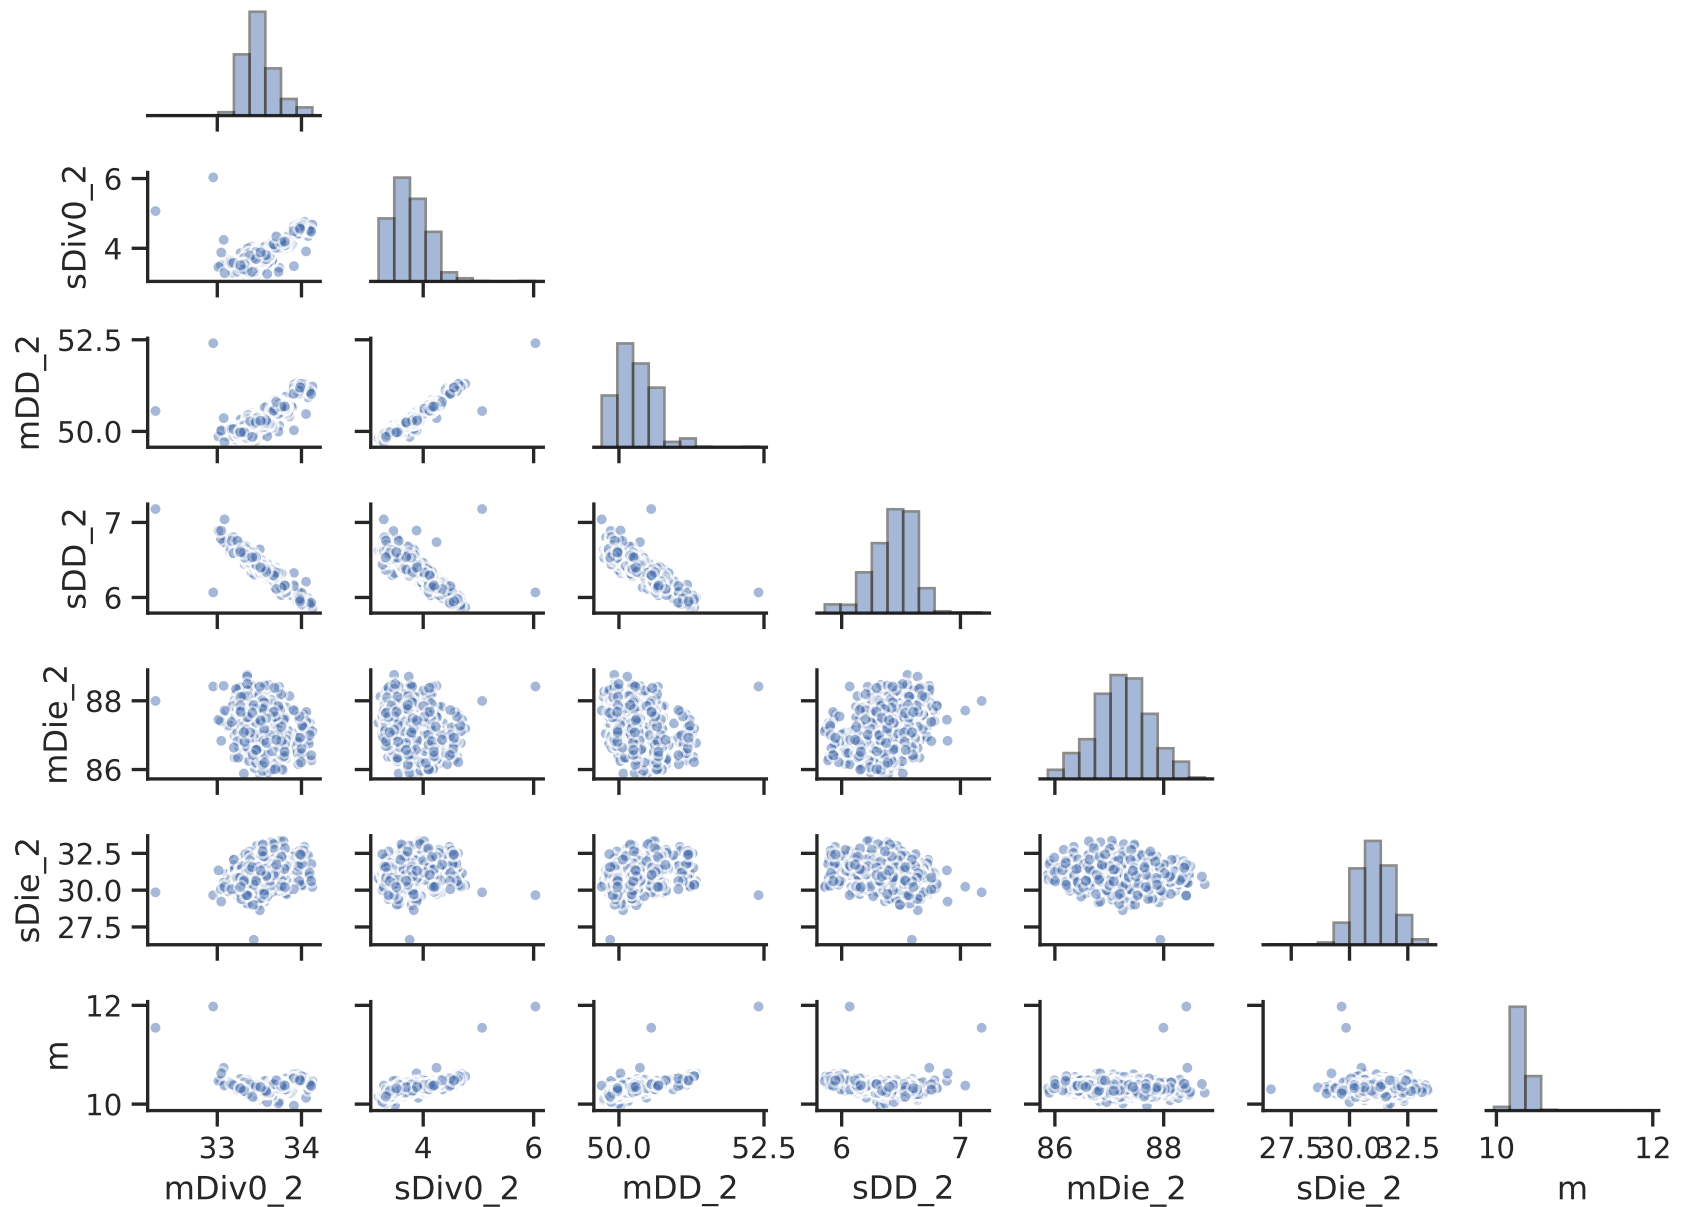 sDiv0_2
6
4
mDD_2
52.5
50.0
sDD_2
7
6
mDie_2
88
86
sDie_2
32.5
30.0
27.5
m
12
10
33 34 4 6 50.0 52.5 6 7 86 88 27.5 30.0 32.5 10 12
mDiv0_2 sDiv0_2 mDD_2 sDD_2 mDie_2 sDie_2 m